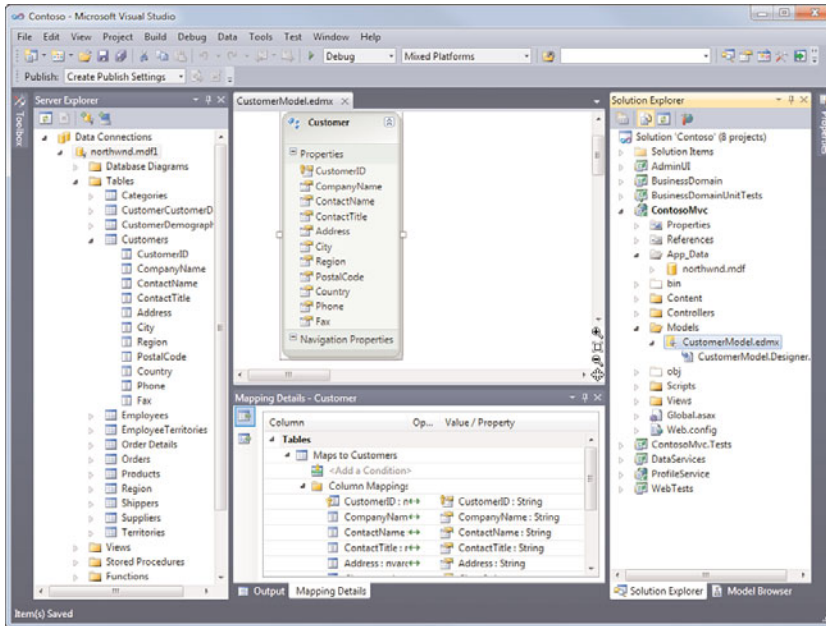 Contoso - Microsoft Visual Studio
File Edit View Project Build Debug Data Tools Test Window Help
Debug Mixed Platforms
Publish: Create Publish Settings
Toolbox
Server Explorer
Data Connections
northwnd.mdf1
Database Diagrams
Tables
Categories
CustomerCustomerD
CustomerDemograph
Customers
CustomerID
CompanyName
ContactName
ContactTitle
Address
City
Region
PostalCode
Country
Phone
Fax
Employees
EmployeeTerritories
Order Details
Orders
Products
Region
Shippers
Suppliers
Territories
Views
Stored Procedures
Functions
CustomerModel.edmx
Customer
Properties
CustomerID
CompanyName
ContactName
ContactTitle
Address
City
Region
PostalCode
Country
Phone
Fax
Navigation Properties
Mapping Details - Customer
Column Op... Value / Property
Tables
Maps to Customers
<Add a Condition>
Column Mappings
CustomerID : n CustomerID : String
CompanyNam CompanyName : String
ContactName ContactName : String
ContactTitle : r ContactTitle : String
Address : nvarc Address : String
Output Mapping Details
Solution Explorer
Solution 'Contoso' (8 projects)
Solution Items
AdminUI
BusinessDomain
BusinessDomainUnitTests
ContosoMvc
Properties
References
App_Data
northwnd.mdf
bin
Content
Controllers
Models
CustomerModel.edmx
CustomerModel.Designer.
obj
Scripts
Views
Global.asax
Web.config
ContosoMvc.Tests
DataServices
ProfileService
WebTests
Solution Explorer Model Browser
Properties
Item(s) Saved